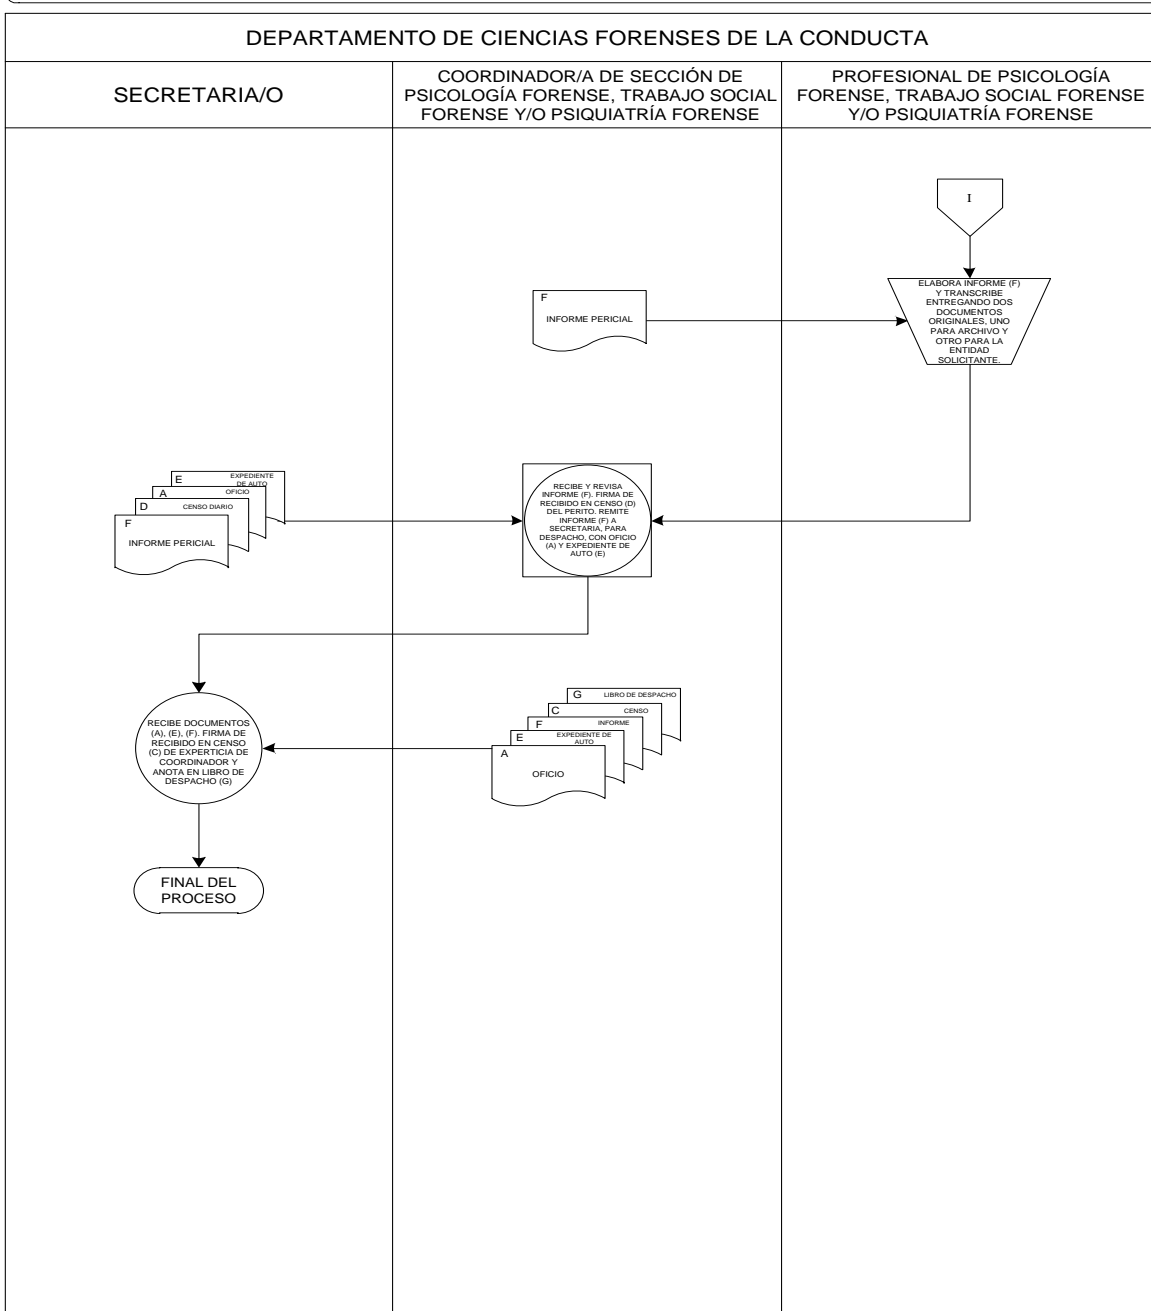 DEPARTAMENTO DE CIENCIAS FORENSES DE LA CONDUCTA
SECRETARIA/O
COORDINADOR/A DE SECCIÓN DE
PSICOLOGÍA FORENSE, TRABAJO SOCIAL
FORENSE Y/O PSIQUIATRÍA FORENSE
PROFESIONAL DE PSICOLOGÍA
FORENSE, TRABAJO SOCIAL FORENSE
Y/O PSIQUIATRÍA FORENSE
I
ELABORA INFORME (F)
Y TRANSCRIBE
ENTREGANDO DOS
DOCUMENTOS
ORIGINALES, UNO
PARA ARCHIVO Y
OTRO PARA LA
ENTIDAD
SOLICITANTE.
F
INFORME PERICIAL
E
EXPEDIENTE
DE AUTO
A
OFICIO
D
CENSO DIARIO
F
INFORME PERICIAL
RECIBE Y REVISA
INFORME (F). FIRMA DE
RECIBIDO EN CENSO (D)
DEL PERITO. REMITE
INFORME (F) A
SECRETARIA, PARA
DESPACHO, CON OFICIO
(A) Y EXPEDIENTE DE
AUTO (E)
RECIBE DOCUMENTOS
(A), (E), (F). FIRMA DE
RECIBIDO EN CENSO
(C) DE EXPERTICIA DE
COORDINADOR Y
ANOTA EN LIBRO DE
DESPACHO (G)
G
LIBRO DE DESPACHO
C
CENSO
F
INFORME
E
EXPEDIENTE DE
AUTO
A
OFICIO
FINAL DEL
PROCESO